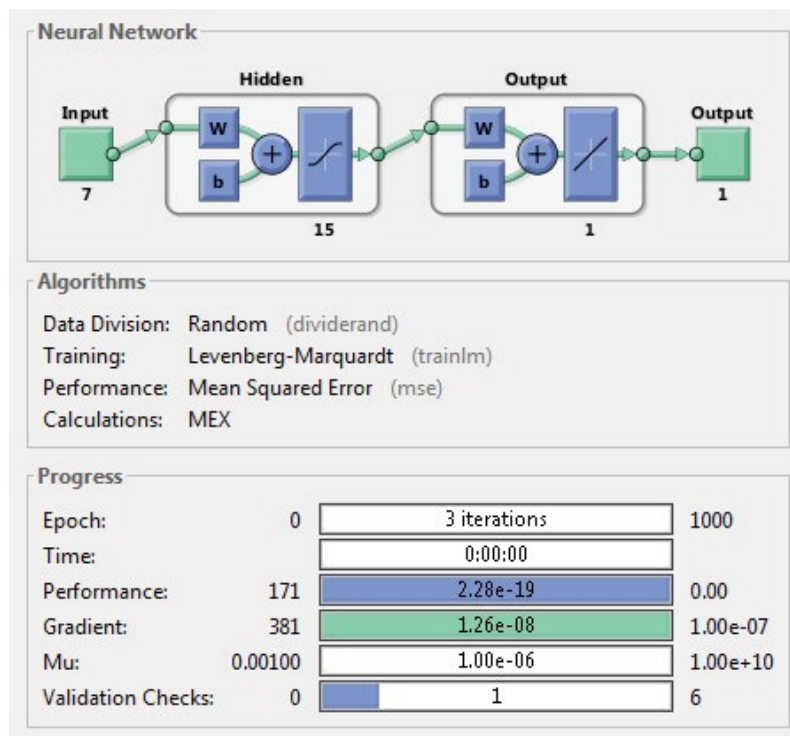 Neural Network
Hidden Output
Input Output
W W
+ +
b b
7 1
15 1
Algorithms
Data Division: Random (dividerand)
Training: Levenberg-Marquardt (trainlm)
Performance: Mean Squared Error (mse)
Calculations: MEX
Progress
Epoch: 0 3 iterations 1000
Time: 0:00:00
Performance: 171 2.28e-19 0.00
Gradient: 381 1.26e-08 1.00e-07
Mu: 0.00100 1.00e-06 1.00e+10
Validation Checks: 0 1 6